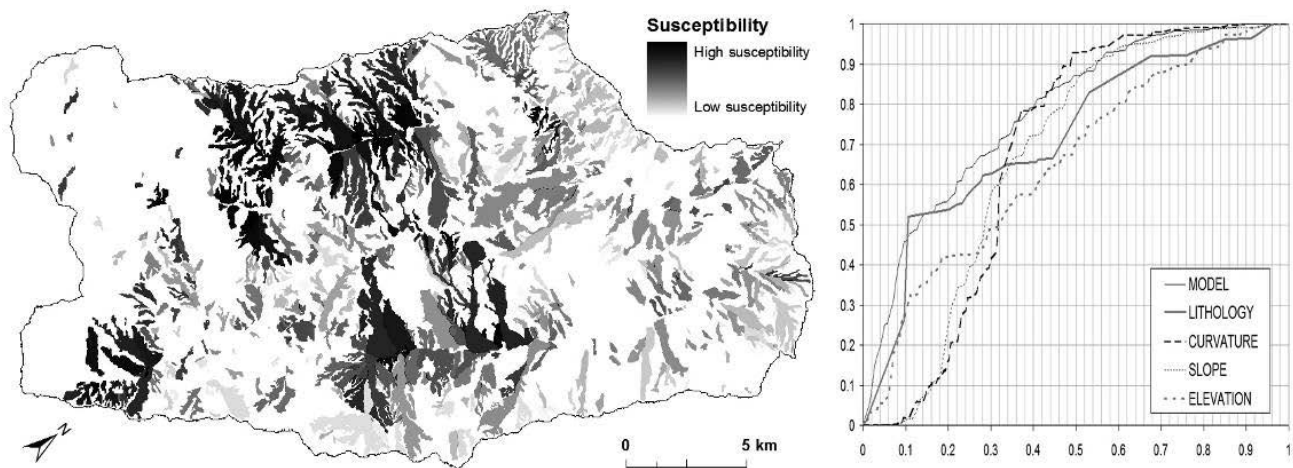 Susceptibility
High susceptibility
Low susceptibility
N
0 5 km
1
0.9
0.8
0.7
0.6
0.5
0.4
0.3
0.2
0.1
0
MODEL
LITHOLOGY
CURVATURE
SLOPE
ELEVATION
0 0.1 0.2 0.3 0.4 0.5 0.6 0.7 0.8 0.9 1